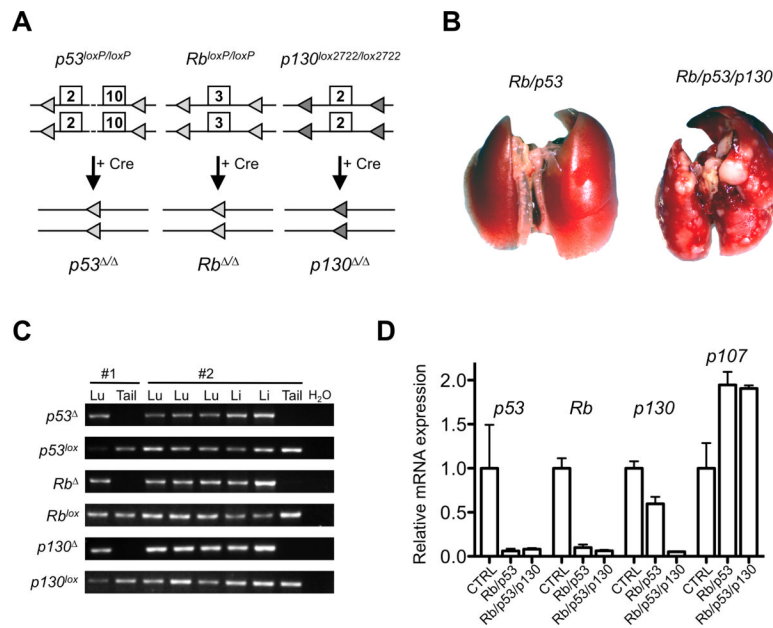 A
p53loxP/loxP RbloxP/loxP p130lox2722/lox2722
2 10 3 2
2 10 3 2
+ Cre + Cre + Cre
p53Δ/Δ RbΔ/Δ p130Δ/Δ
B
Rb/p53 Rb/p53/p130
C
#1 #2
Lu Tail Lu Lu Lu Li Li Tail H2O
p53Δ
p53lox
RbΔ
Rblox
p130Δ
p130lox
D
Relative mRNA expression
2.0
1.5
1.0
0.5
0.0
p53 Rb p130 p107
CTRL Rb/p53 Rb/p53/p130 CTRL Rb/p53 Rb/p53/p130 CTRL Rb/p53 Rb/p53/p130 CTRL Rb/p53 Rb/p53/p130